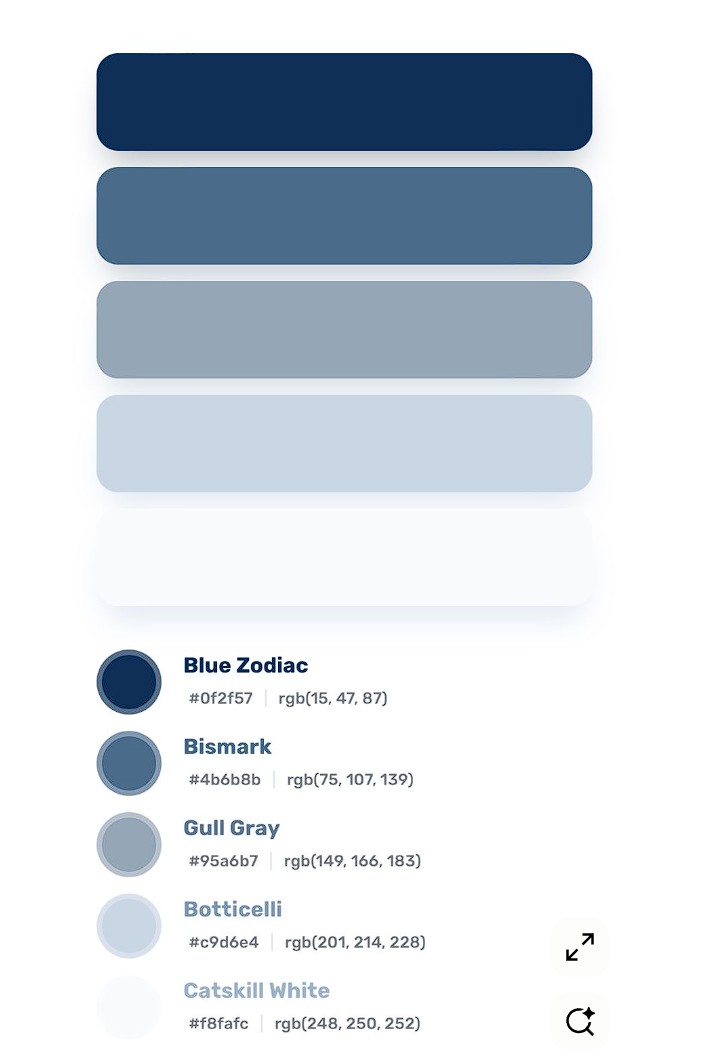 Blue Zodiac
#0f2f57 | rgb(15, 47, 87)
Bismark
#4b6b8b | rgb(75, 107, 139)
Gull Gray
#95a6b7 | rgb(149, 166, 183)
Botticelli
#c9d6e4 | rgb(201, 214, 228)
Catskill White
#f8fafc | rgb(248, 250, 252)